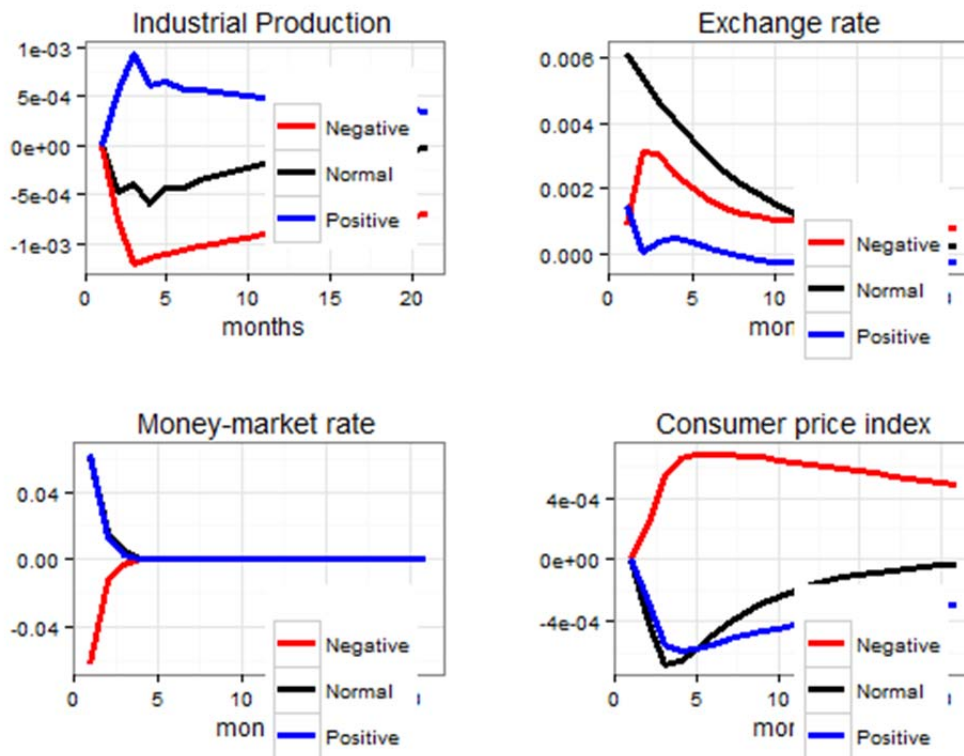 Industrial Production
1e-03
5e-04
0e+00
-5e-04
-1e-03
0 5 15 20
months
Negative
Normal
Positive
Exchange rate
0.006
0.004
0.002
0.000
0 5 10
mon
Negative
Normal
Positive
Money-market rate
0.04
0.00
-0.04
0 5 10
mon
Negative
Normal
Positive
Consumer price index
4e-04
0e+00
-4e-04
0 5 10
mor
Negative
Normal
Positive